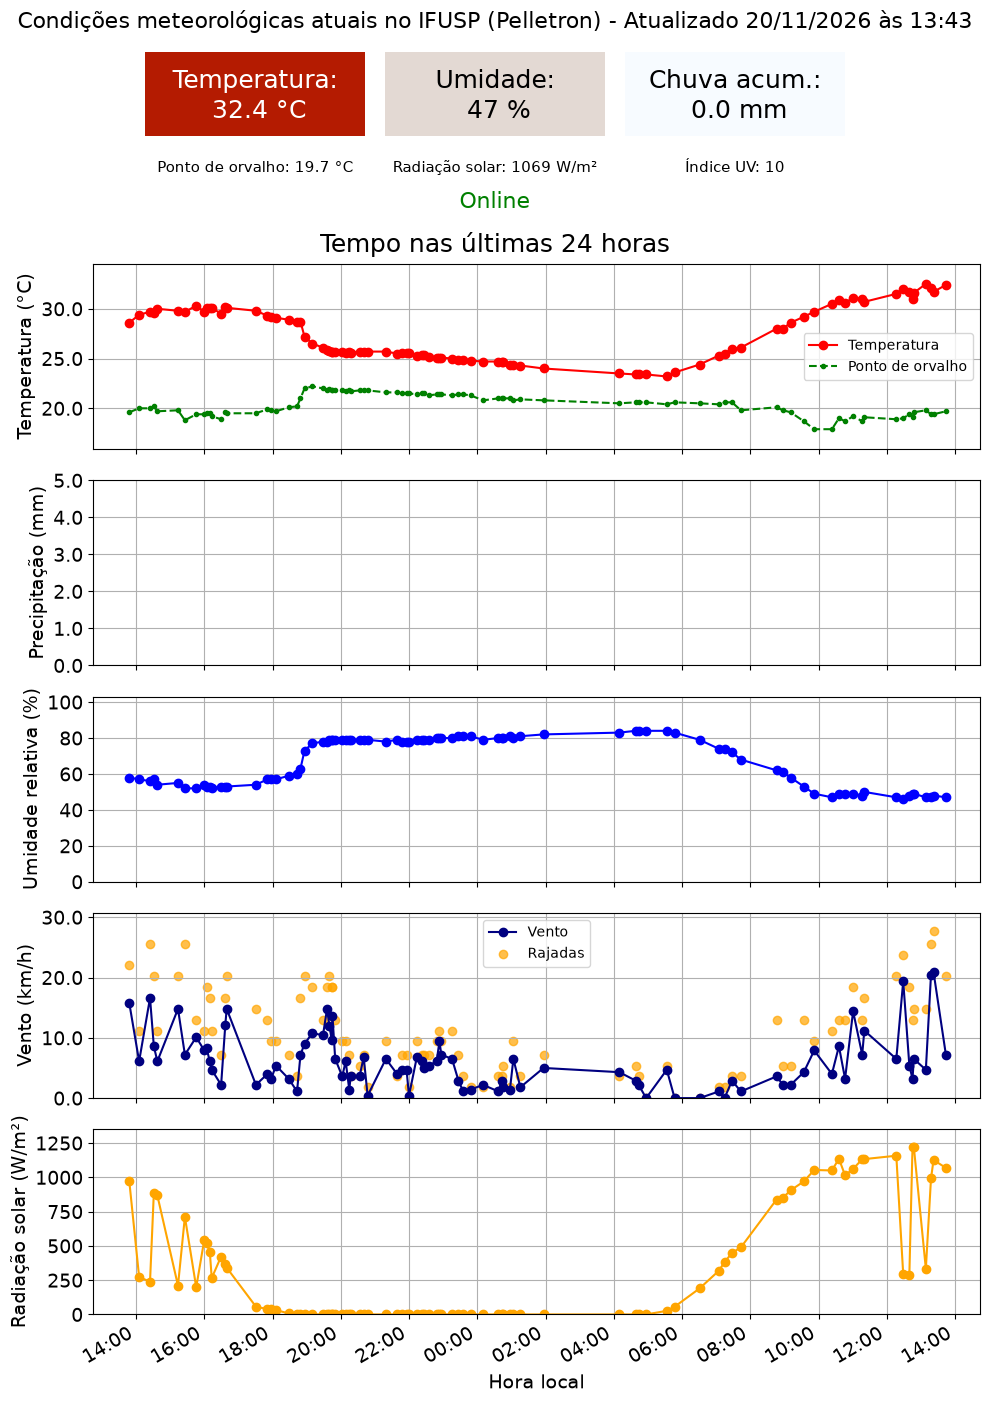 Condições meteorológicas atuais no IFUSP (Pelletron) - Atualizado 20/11/2026 às 13:43
Temperatura:
32.4 °C
Umidade:
47 %
Chuva acum.:
0.0 mm
Ponto de orvalho: 19.7 °C
Radiação solar: 1069 W/m²
Índice UV: 10
Online
Tempo nas últimas 24 horas
Temperatura (°C)
30.0
25.0
20.0
Temperatura
Ponto de orvalho
Precipitação (mm)
5.0
4.0
3.0
2.0
1.0
0.0
Umidade relativa (%)
100
80
60
40
20
0
Vento (km/h)
30.0
20.0
10.0
0.0
Vento
Rajadas
Radiação solar (W/m²)
1250
1000
750
500
250
0
14:00
16:00
18:00
20:00
22:00
00:00
02:00
04:00
06:00
08:00
10:00
12:00
14:00
Hora local